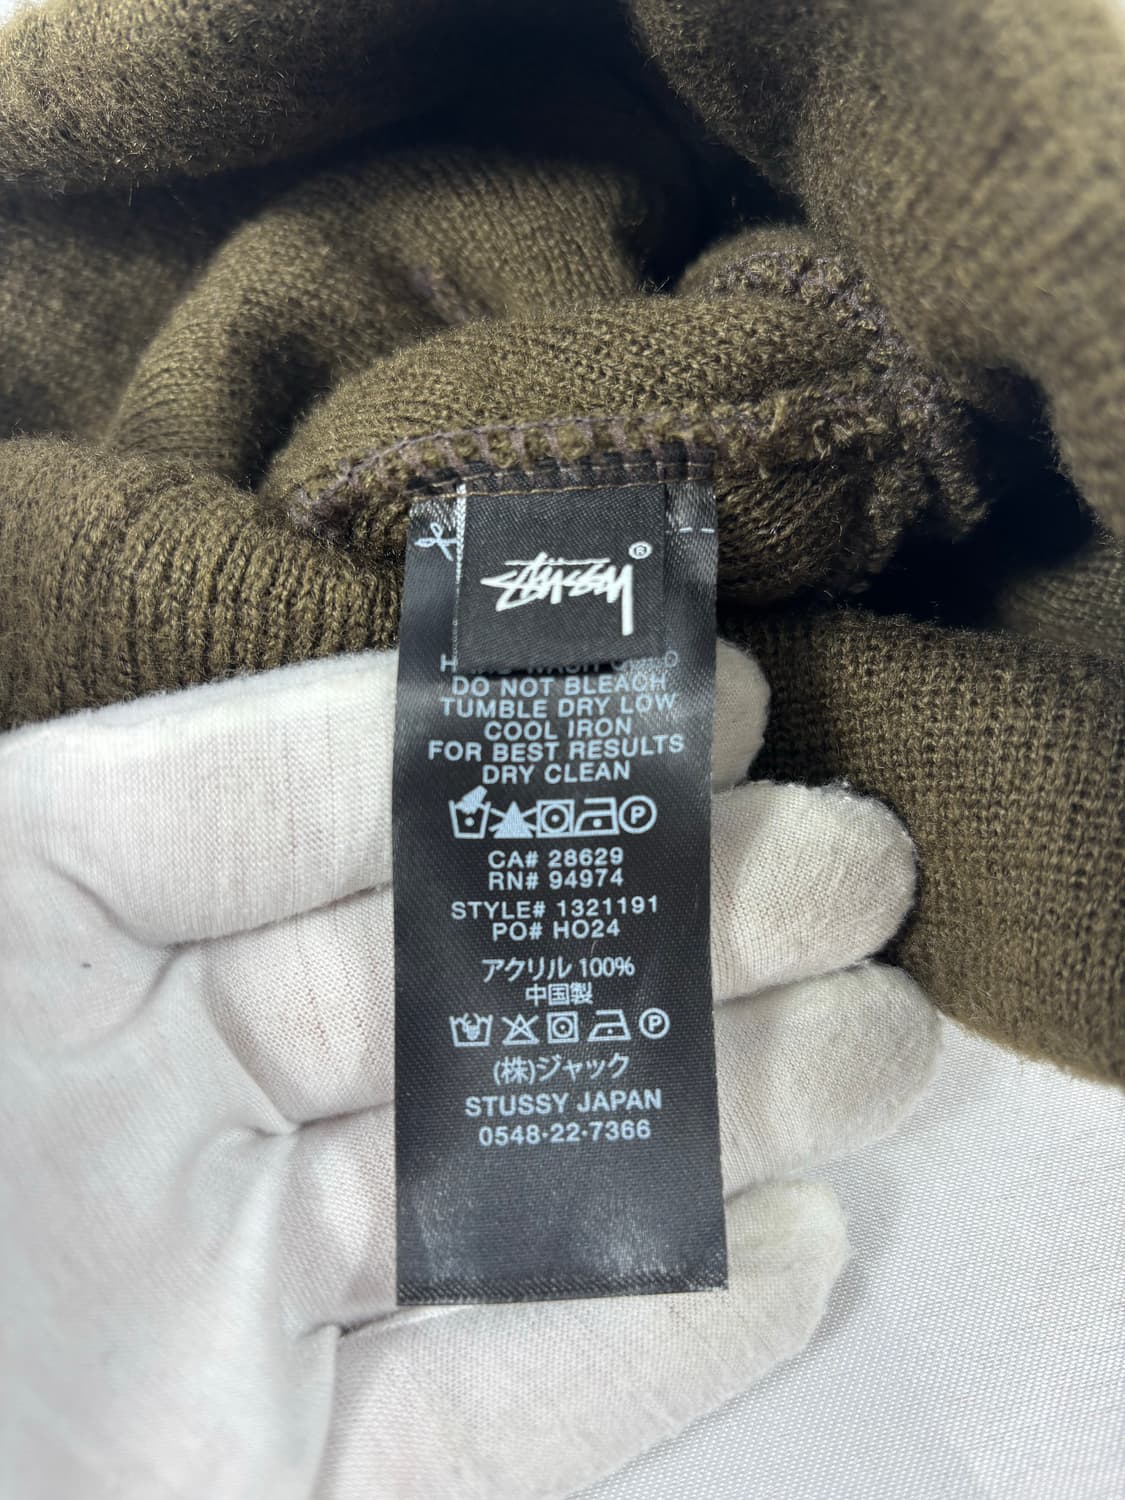 stüssy®
DO NOT BLEACH
TUMBLE DRY LOW
COOL IRON
FOR BEST RESULTS
DRY CLEAN
P
CA# 28629
RN# 94974
STYLE# 1321191
PO# HO24
アクリル 100%
中国製
P
(株)ジャック
STUSSY JAPAN
0548·22·7366